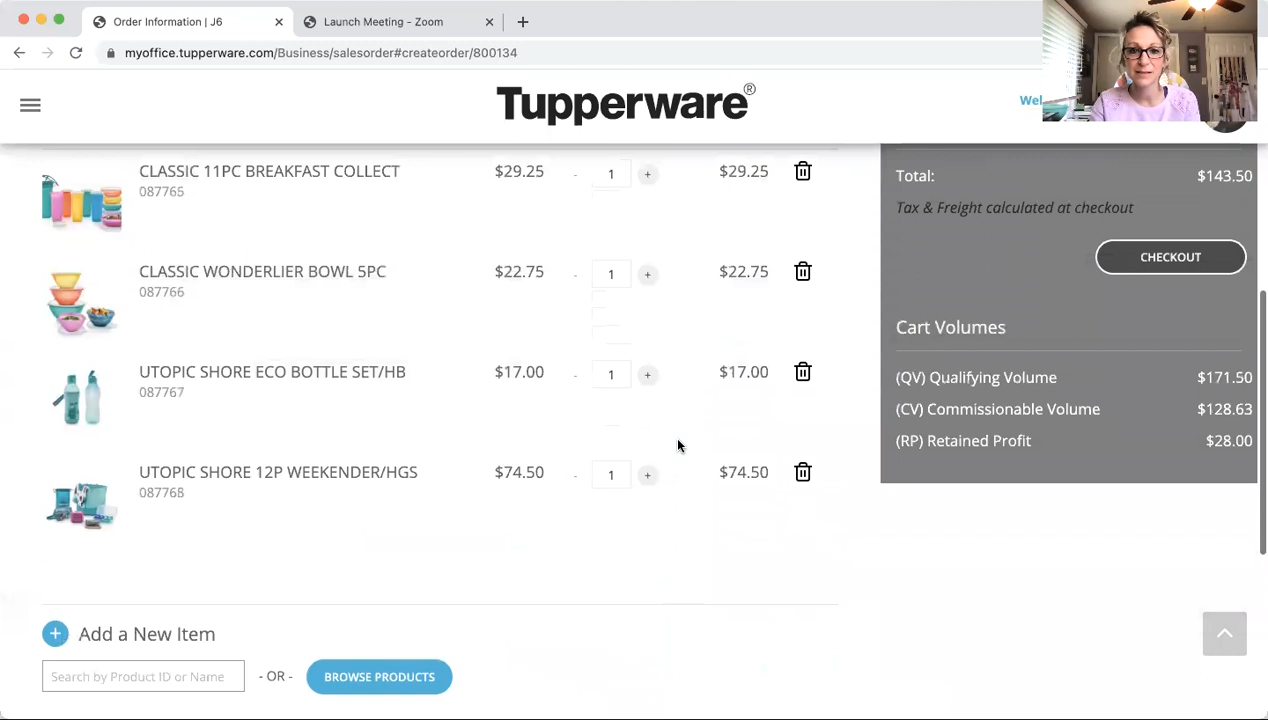 Order Information | J6
Launch Meeting - Zoom
myoffice.tupperware.com/Business/salesorder#createorder/800134
Tupperware®
Wel
CLASSIC 11PC BREAKFAST COLLECT $29.25 - 1 + $29.25
087765
CLASSIC WONDERLIER BOWL 5PC $22.75 - 1 + $22.75
087766
UTOPIC SHORE ECO BOTTLE SET/HB $17.00 - 1 + $17.00
087767
UTOPIC SHORE 12P WEEKENDER/HGS $74.50 - 1 + $74.50
087768
Add a New Item
Search by Product ID or Name - OR - BROWSE PRODUCTS
Total: $143.50
Tax & Freight calculated at checkout
CHECKOUT
Cart Volumes
(QV) Qualifying Volume $171.50
(CV) Commissionable Volume $128.63
(RP) Retained Profit $28.00